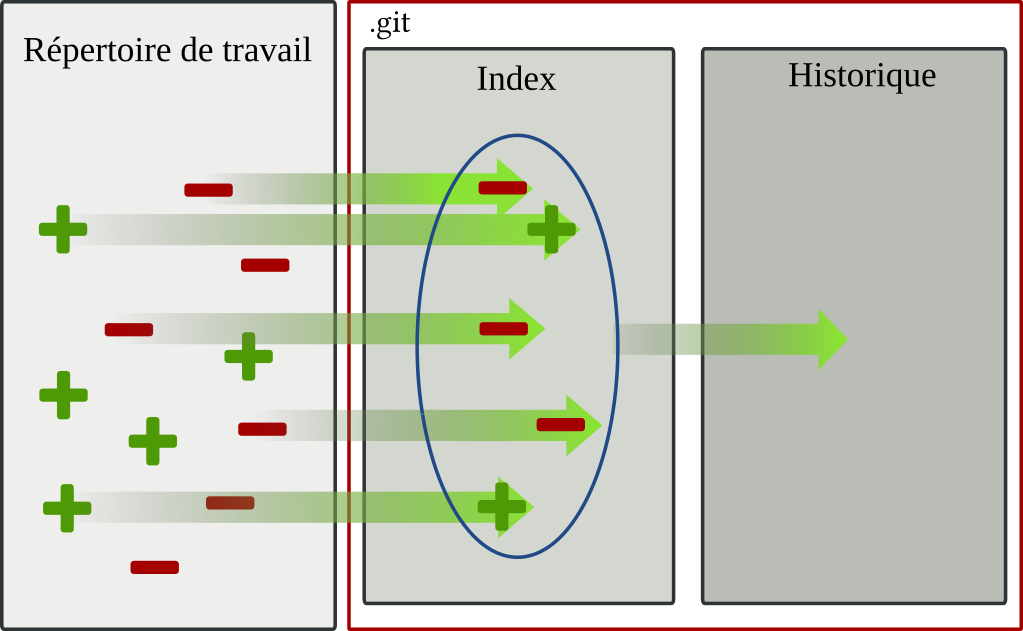 Répertoire de travail
.git
Index
Historique